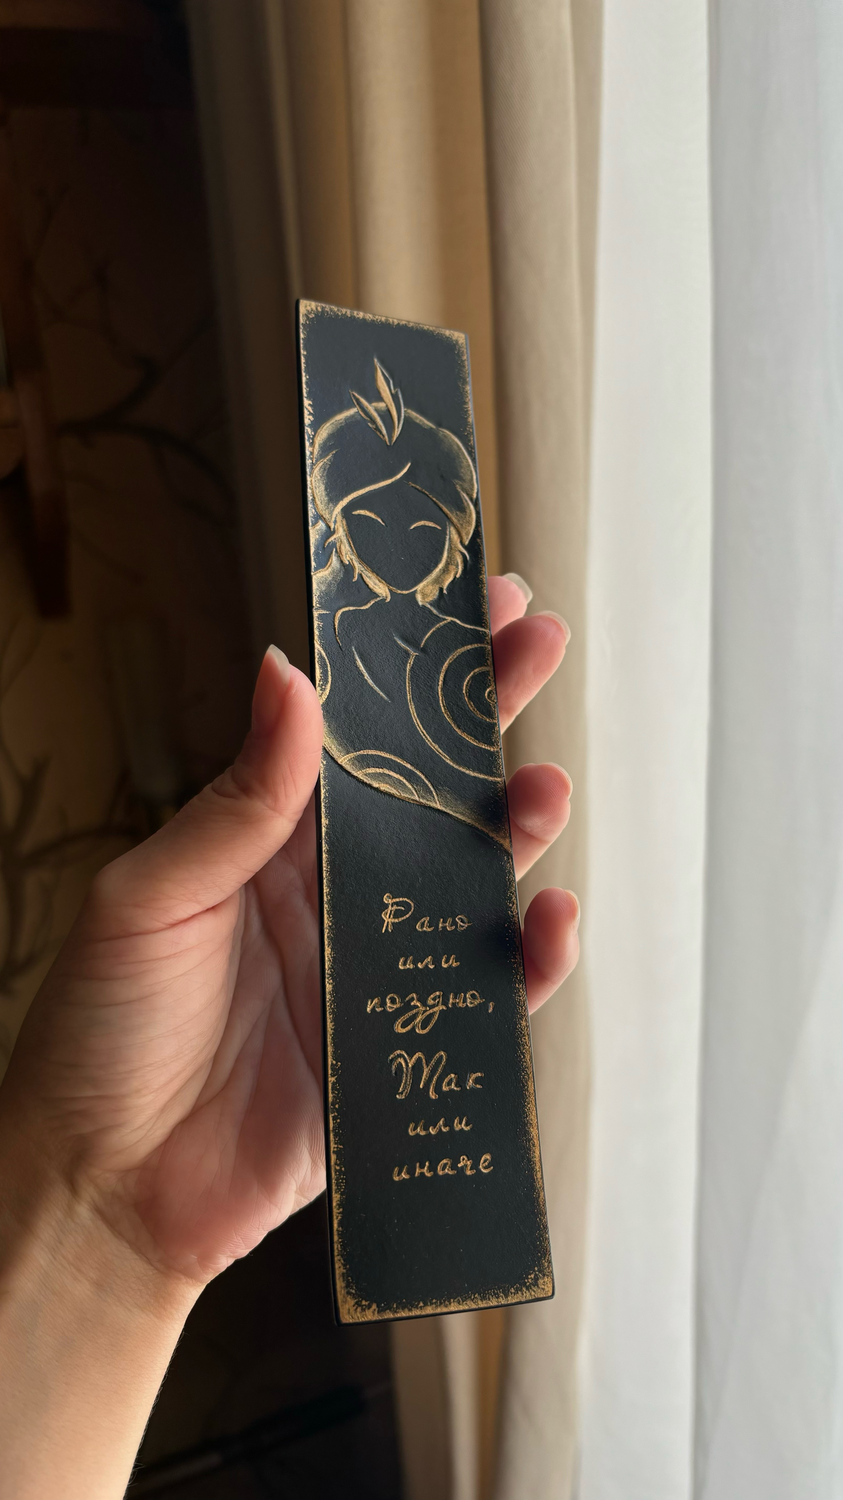 Рано
или
поздно,
Так
или
иначе